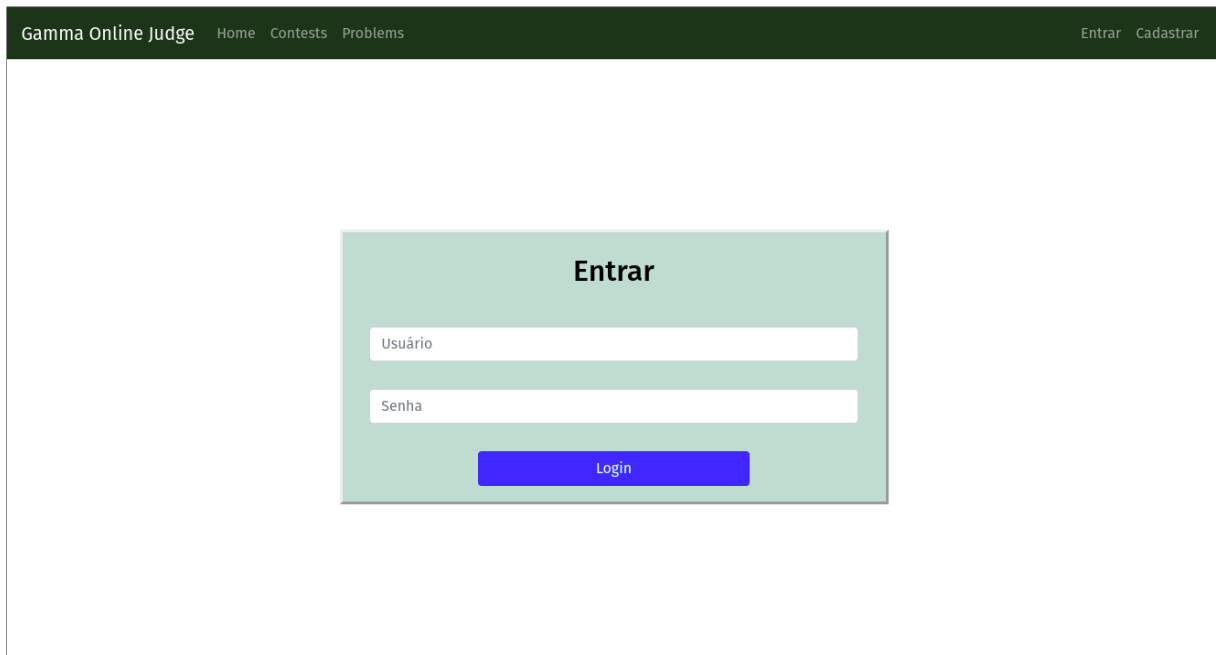 Gamma Online Judge Home Contests Problems Entrar Cadastrar
Entrar
Usuário
Senha
Login